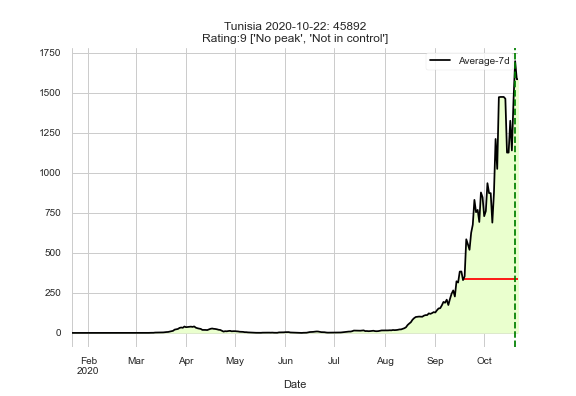 Tunisia 2020-10-22: 45892
Rating:9 ['No peak', 'Not in control']
Average-7d
1750
1500
1250
1000
750
500
250
0
Feb Mar Apr May Jun Jul Aug Sep Oct
2020
Date